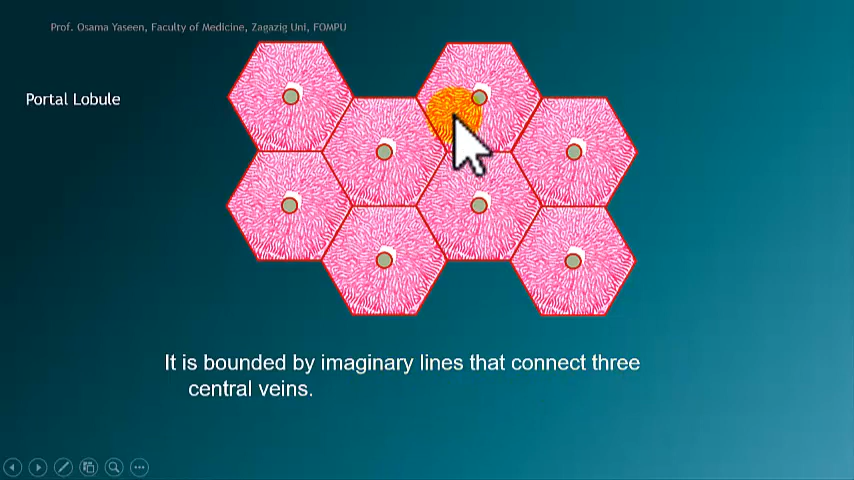 Prof. Osama Yaseen, Faculty of Medicine, Zagazig Uni, FOMPU
Portal Lobule
It is bounded by imaginary lines that connect three
central veins.